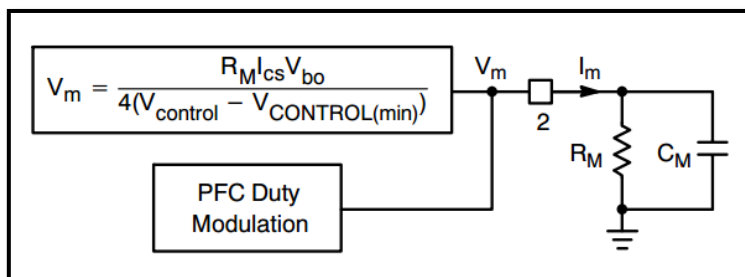 V_m = R_M I_cs V_bo / 4(V_control − V_CONTROL(min))
V_m
I_m
2
R_M
C_M
PFC Duty
Modulation